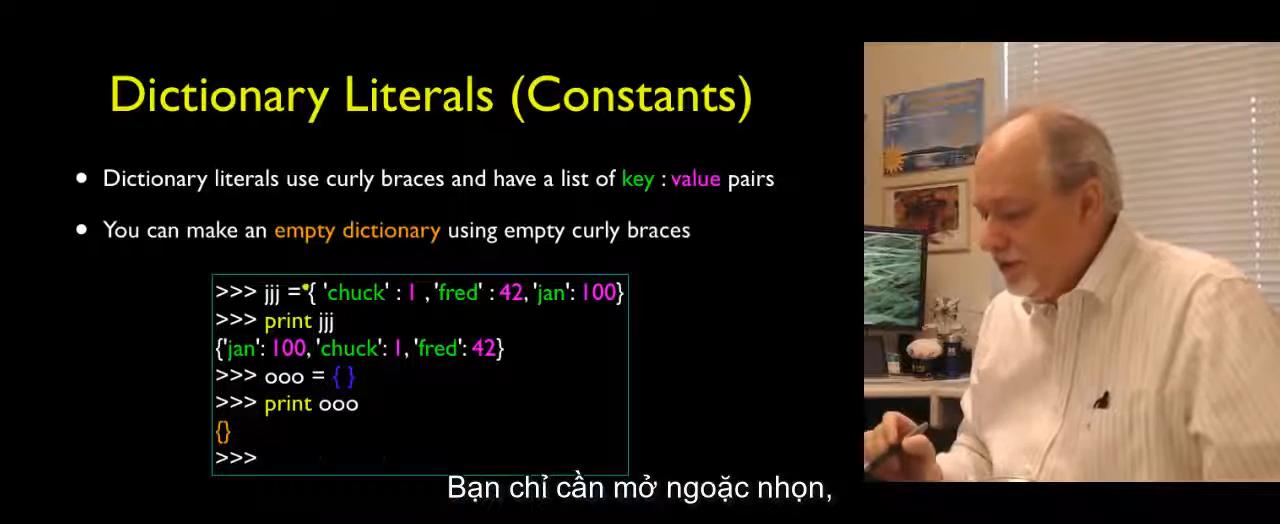 Dictionary Literals (Constants)
• Dictionary literals use curly braces and have a list of key : value pairs
• You can make an empty dictionary using empty curly braces
>>> jjj = { 'chuck' : 1 , 'fred' : 42, 'jan': 100}
>>> print jjj
{'jan': 100, 'chuck': 1, 'fred': 42}
>>> ooo = { }
>>> print ooo
{}
>>>
Bạn chỉ cần mở ngoặc nhọn,